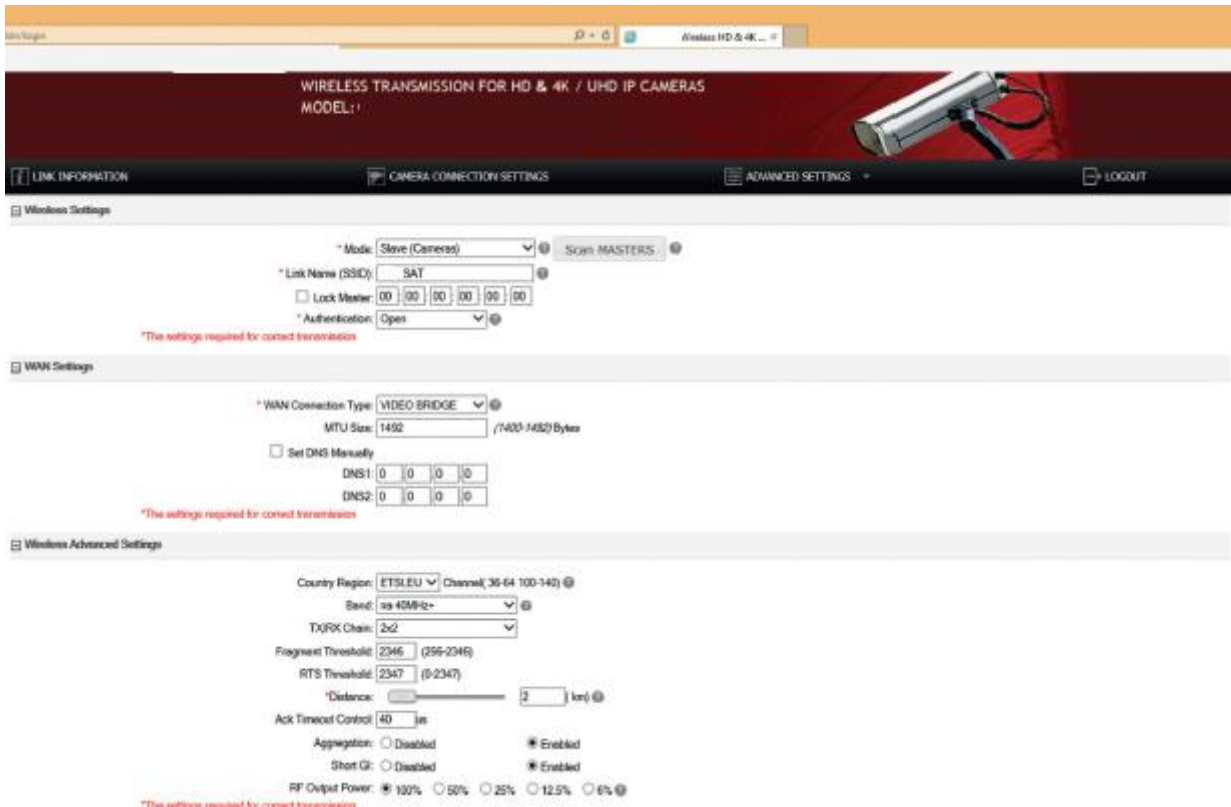 Wireless HD & 4K ...
WIRELESS TRANSMISSION FOR HD & 4K / UHD IP CAMERAS
MODEL:
LINK INFORMATION CAMERA CONNECTION SETTINGS ADVANCED SETTINGS LOGOUT
Wireless Settings
* Mode: Slave (Cameras) Scan MASTERS
* Link Name (SSID): SAT
Lock Master: 00 : 00 : 00 : 00 : 00 : 00
* Authentication: Open
*The settings required for correct transmission
WAN Settings
* WAN Connection Type: VIDEO BRIDGE
MTU Size: 1492 (1400-1492) Bytes
Set DNS Manually
DNS1: 0 . 0 . 0 . 0
DNS2: 0 . 0 . 0 . 0
*The settings required for correct transmission
Wireless Advanced Settings
Country Region: Channel( 36-64 100-140)
Band: 40MHz+
TX/RX Chain: 2x2
Fragment Threshold: 2346 (256-2346)
RTS Threshold: 2347 (0-2347)
*Distance: 2 ( km)
Ack Timeout Control: 40 us
Aggregation: Disabled Enabled
Short GI: Disabled Enabled
RF Output Power: 100% 50% 25% 12.5% 6%
*The settings required for correct transmission